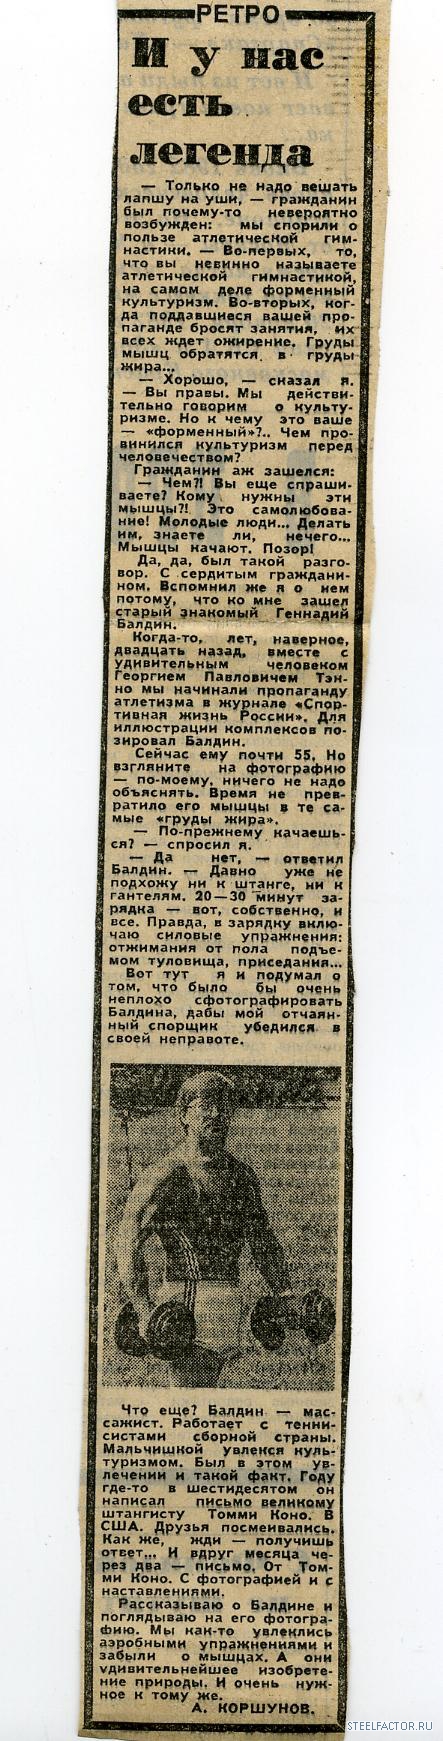 РЕТРО
И у нас
есть
легенда
— Только не надо вешать
лапшу на уши, — гражданин
был почему-то невероятно
возбужден: мы спорили о
пользе атлетической гим-
настики. — Во-первых, то,
что вы невинно называете
атлетической гимнастикой,
на самом деле форменный
культуризм. Во-вторых, ког-
да поддавшиеся вашей про-
паганде бросят занятия, их
всех ждет ожирение. Груды
мышц обратятся в груды
жира...
— Хорошо, — сказал я.
— Вы правы. Мы действи-
тельно говорим о культу-
ризме. Но к чему это ваше
— «форменный»?.. Чем про-
винился культуризм перед
человечеством?
Гражданин аж зашелся:
— Чем?! Вы еще спраши-
ваете? Кому нужны эти
мышцы?! Это самолюбова-
ние! Молодые люди... Делать
им, знаете ли, нечего...
Мышцы качают. Позор!
Да, да, был такой разго-
вор. С сердитым граждани-
ном. Вспомнил же я о нем
потому, что ко мне зашел
старый знакомый Геннадий
Балдин.
Когда-то, лет, наверное,
двадцать назад, вместе с
удивительным человеком
Георгием Павловичем Тэн-
но мы начинали пропаганду
атлетизма в журнале «Спор-
тивная жизнь России». Для
иллюстрации комплексов по-
зировал Балдин.
Сейчас ему почти 55. Но
взгляните на фотографию
— по-моему, ничего не надо
объяснять. Время не прев-
ратило его мышцы в те са-
мые «груды жира».
— По-прежнему качаешь-
ся? — спросил я.
— Да нет, — ответил
Балдин. — Давно уже не
подхожу ни к штанге, ни к
гантелям. 20—30 минут за-
рядка — вот, собственно, и
все. Правда, в зарядку вклю-
чаю силовые упражнения:
отжимания от пола подъе-
мом туловища, приседания...
Вот тут я и подумал о
том, что было бы очень
неплохо сфотографировать
Балдина, дабы мой отчаян-
нный спорщик убедился в
своей неправоте.
Что еще? Балдин — мас-
сажист. Работает с тенни-
систами сборной страны.
Мальчишкой увлекся куль-
туризмом. Был в этом ув-
лечении и такой факт. Году
где-то в шестидесятом он
написал письмо великому
штангисту Томми Коно. В
США. Друзья посмеивались.
Как же, жди — получишь
ответ... И вдруг месяца че-
рез два — письмо. От Том-
ми Коно. С фотографией и с
наставлениями.
Рассказываю о Балдине и
поглядываю на его фотогра-
фию. Мы как-то увлеклись
аэробными упражнениями и
забыли о мышцах. А они
удивительнейшее изобрете-
ние природы. И очень нуж-
ное к тому же.
А. КОРШУНОВ.
STEELFACTOR.RU